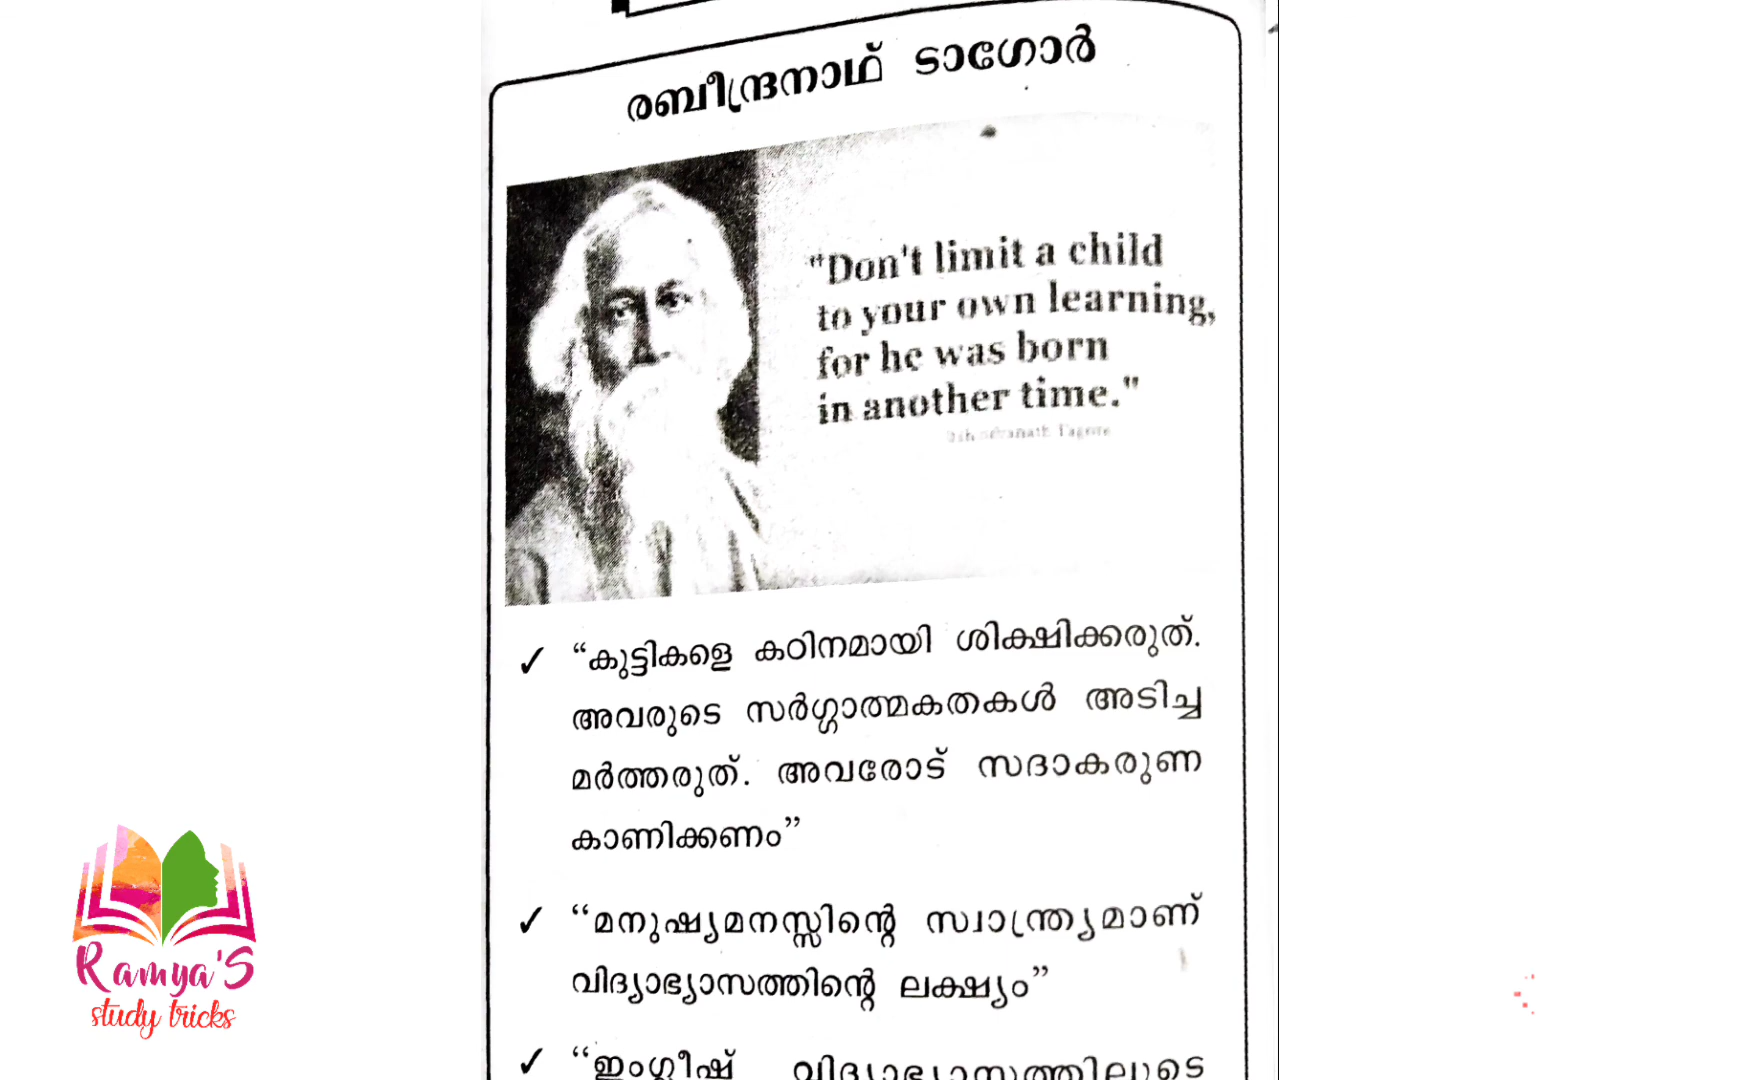 രബീന്ദ്രനാഥ് ടാഗോർ
"Don't limit a child
to your own learning,
for he was born
in another time."
Tagore
✓ “കുട്ടികളെ കഠിനമായി ശിക്ഷിക്കരുത്.
അവരുടെ സർഗ്ഗാത്മകതകൾ അടിച്ച
മർത്തരുത്. അവരോട് സദാകരുണ
കാണിക്കണം”
✓ “മനുഷ്യമനസ്സിന്റെ സ്വാന്ത്ര്യമാണ്
വിദ്യാഭ്യാസത്തിന്റെ ലക്ഷ്യം”
✓ “ഇംഗ്ലീഷ് വിദ്യാഭ്യാസത്തിലൂടെ
Ramya'S
study tricks